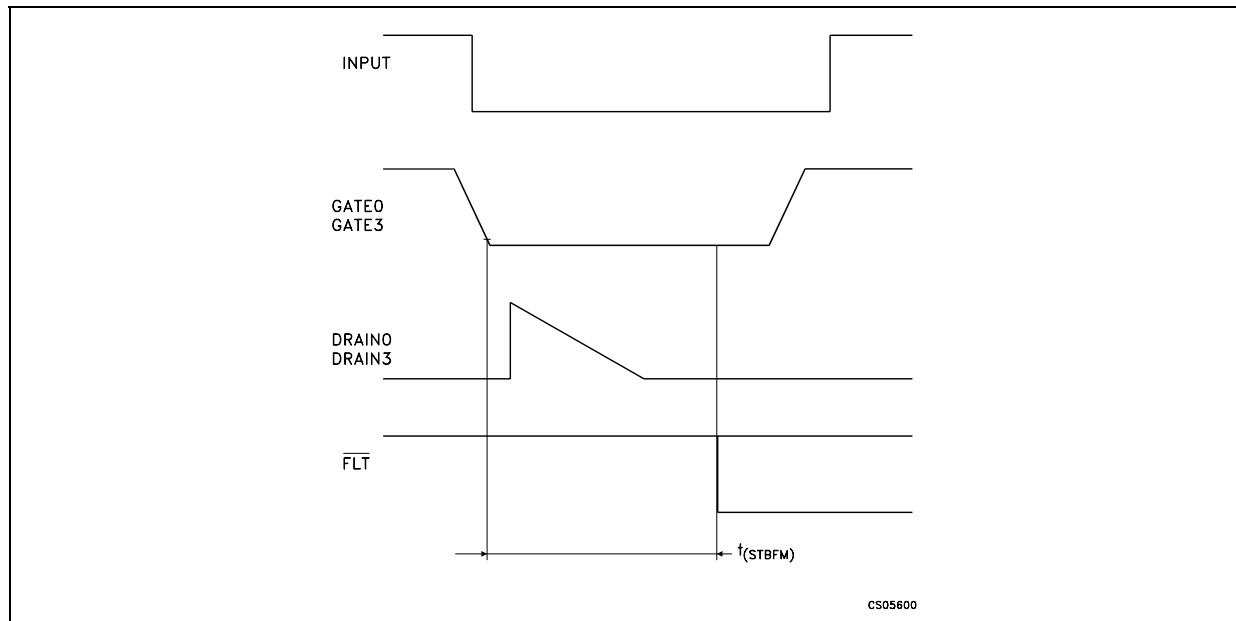 INPUT
GATE0
GATE3
DRAIN0
DRAIN3
FLT
t(STBFM)
CS05600